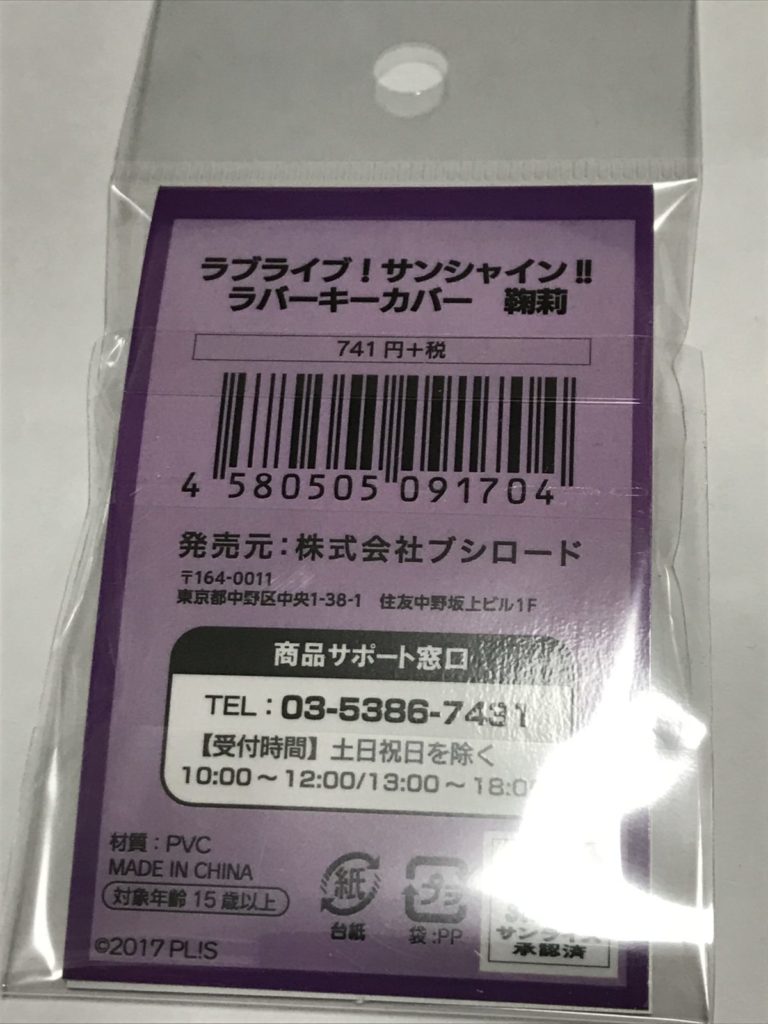 ラブライブ！サンシャイン!!
ラバーキーカバー　鞠莉
741円+税
4 580505 091704
発売元：株式会社ブシロード
〒164-0011
東京都中野区中央1-38-1　住友中野坂上ビル1F
商品サポート窓口
TEL：03-5386-7431
【受付時間】土日祝日を除く
10:00～12:00/13:00～18:0
材質：PVC
MADE IN CHINA
対象年齢15歳以上
紙
台紙
プラ
袋:PP
サンライズ
承認済
©2017 PL!S